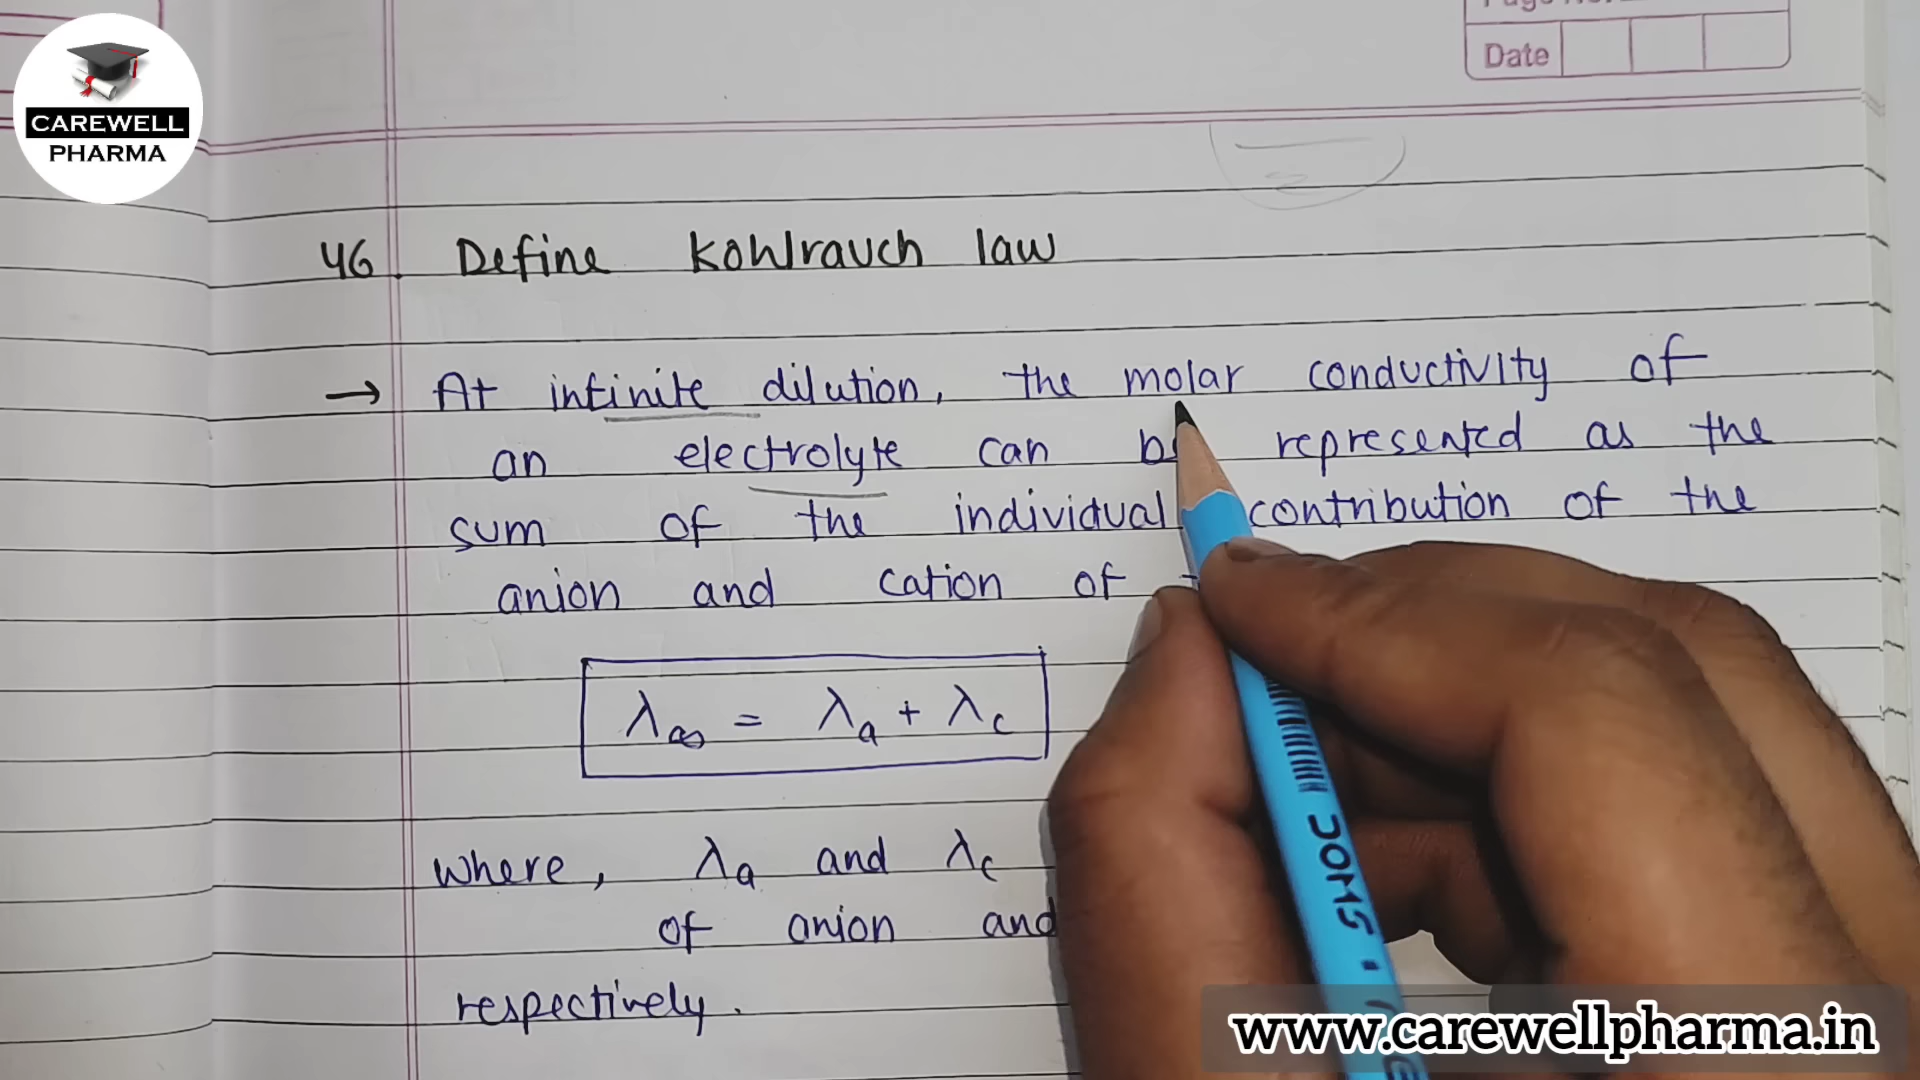 CAREWELL
PHARMA
Date
46. Define Kohlrauch law
→ At infinite dilution, the molar conductivity of
an electrolyte can be represented as the
sum of the individual contribution of the
anion and cation of
λ∞ = λa + λc
where, λa and λc
of anion and
respectively.
DOMS
www.carewellpharma.in